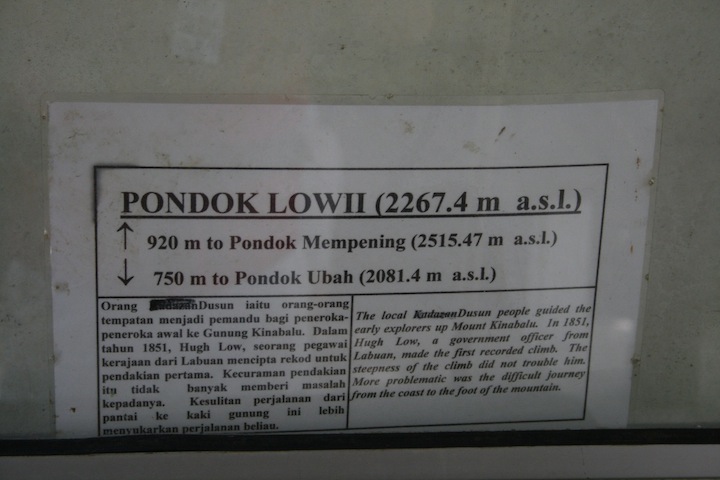 PONDOK LOWII (2267.4 m a.s.l.)
↑ 920 m to Pondok Mempening (2515.47 m a.s.l.)
↓ 750 m to Pondok Ubah (2081.4 m a.s.l.)
Orang KadazanDusun iaitu orang-orang
tempatan menjadi pemandu bagi peneroka-
peneroka awal ke Gunung Kinabalu. Dalam
tahun 1851, Hugh Low, seorang pegawai
kerajaan dari Labuan mencipta rekod untuk
pendakian pertama. Kecuraman pendakian
itu tidak banyak memberi masalah
kepadanya. Kesulitan perjalanan dari
pantai ke kaki gunung ini lebih
menyukarkan perjalanan beliau.
The local KadazanDusun people guided the
early explorers up Mount Kinabalu. In 1851,
Hugh Low, a government officer from
Labuan, made the first recorded climb. The
steepness of the climb did not trouble him.
More problematic was the difficult journey
from the coast to the foot of the mountain.